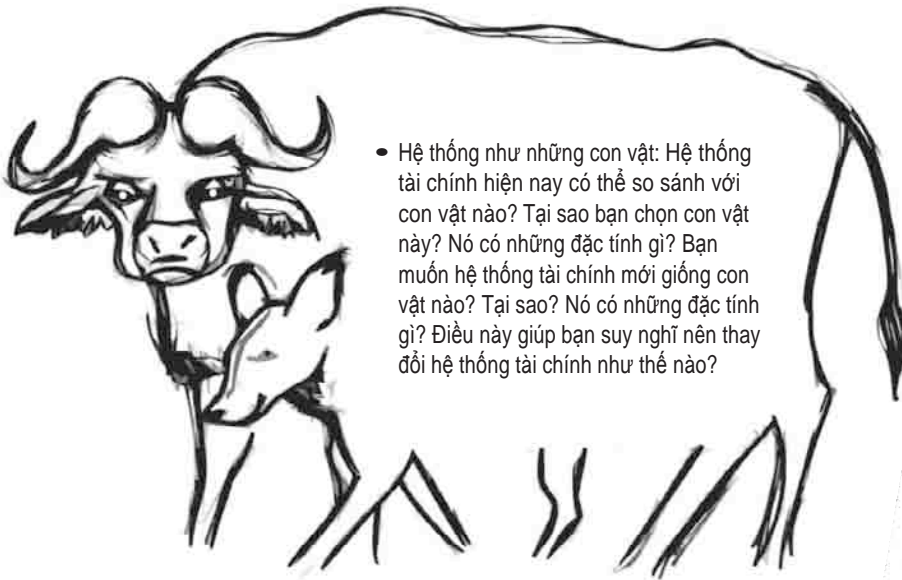 • Hệ thống như những con vật: Hệ thống
tài chính hiện nay có thể so sánh với
con vật nào? Tại sao bạn chọn con vật
này? Nó có những đặc tính gì? Bạn
muốn hệ thống tài chính mới giống con
vật nào? Tại sao? Nó có những đặc tính
gì? Điều này giúp bạn suy nghĩ nên thay
đổi hệ thống tài chính như thế nào?